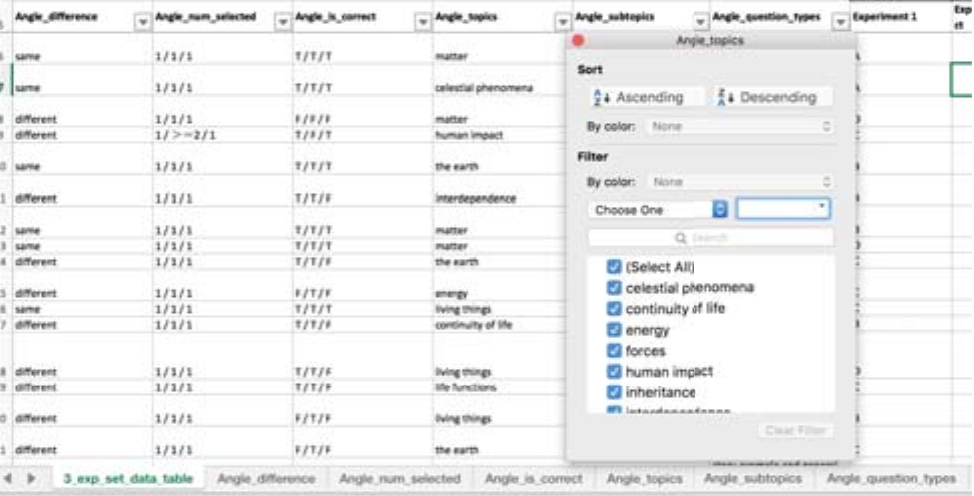 Angle_difference Angle_num_selected Angle_is_correct Angle_topics Angle_subtopics Angle_question_types Experiment 1 Exp
Angle_topics
same 1/1/1 T/T/T matter
Sort
same 1/1/1 T/T/T celestial phenomena
Ascending Descending
different 1/1/1 F/F/F matter
By color: None
different 1/>=2/1 T/F/T human impact
Filter
same 1/1/1 T/T/T the earth
By color: None
different 1/1/1 T/T/F interdependence
Choose One
same 1/1/1 T/T/T matter
Search
same 1/1/1 T/T/T matter
different 1/1/1 T/T/F the earth
(Select All)
celestial phenomena
different 1/1/1 F/T/F energy
same 1/1/1 T/T/T living things
continuity of life
different 1/1/1 T/T/F continuity of life
energy
forces
different 1/1/1 T/T/F living things
human impact
different 1/1/1 T/T/F life functions
inheritance
interdependence
different 1/1/1 F/T/F living things
Clear Filter
different 1/1/1 F/T/F the earth
3_exp_set_data_table Angle_difference Angle_num_selected Angle_is_correct Angle_topics Angle_subtopics Angle_question_types